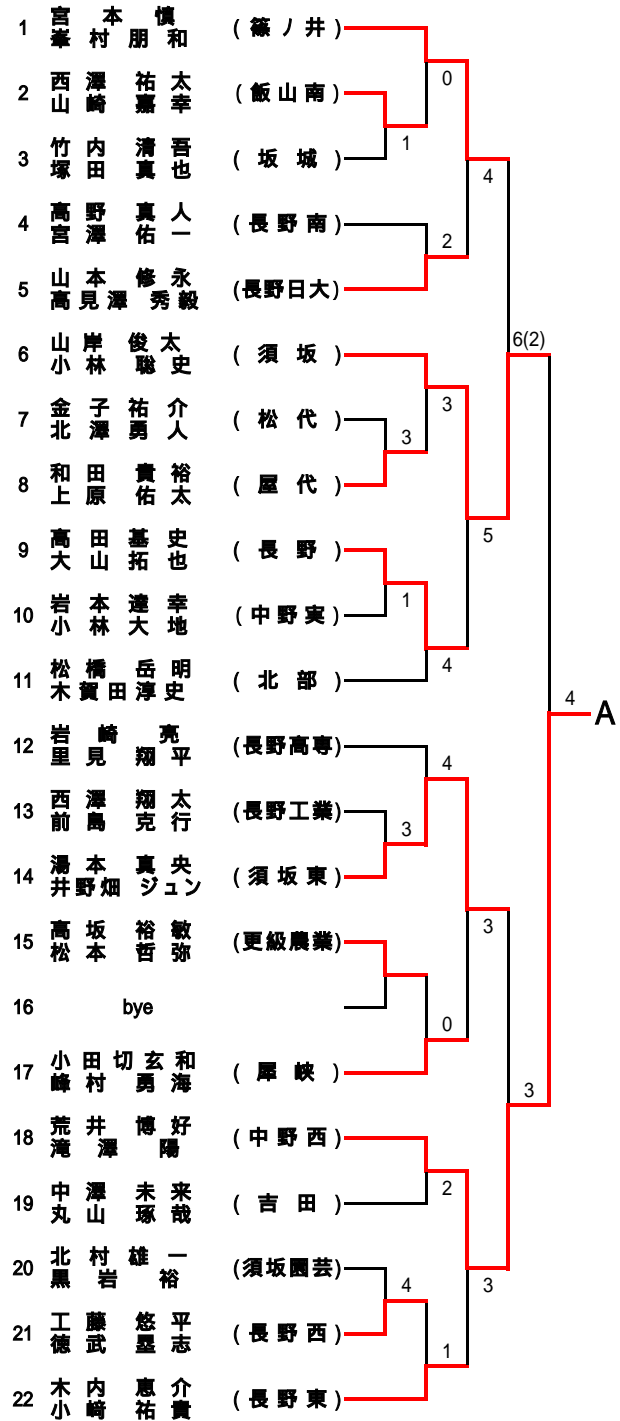 1 宮本 慎 (篠ノ井)
峯村朋和
0
2 西澤祐太 (飯山南)
山崎嘉幸
1
3 竹内清吾 (坂城)
塚田真也
4
4 高野真人 (長野南)
宮澤佑一
2
5 山本修永 (長野日大)
高見澤秀毅
6(2)
6 山岸俊太 (須坂)
小林聡史
3
7 金子祐介 (松代)
北澤勇人
3
8 和田貴裕 (屋代)
上原佑太
5
9 高田基史 (長野)
大山拓也
1
10 岩本達幸 (中野実)
小林大地
4
11 松橋岳明 (北部)
木賀田淳史
4 A
12 岩崎 亮 (長野高専)
里見翔平
4
13 西澤翔太 (長野工業)
前島克行
3
14 湯本真央 (須坂東)
井野畑 ジュン
3
15 高坂裕敏 (更級農業)
松本哲弥
16 bye
0
17 小田切玄和 (犀峡)
峰村勇海
3
18 荒井博好 (中野西)
滝澤 陽
2
19 中澤未来 (吉田)
丸山琢哉
3
20 北村雄一 (須坂園芸)
黒岩 裕
4
21 工藤悠平 (長野西)
徳武塁志
1
22 木内恵介 (長野東)
小﨑祐貴